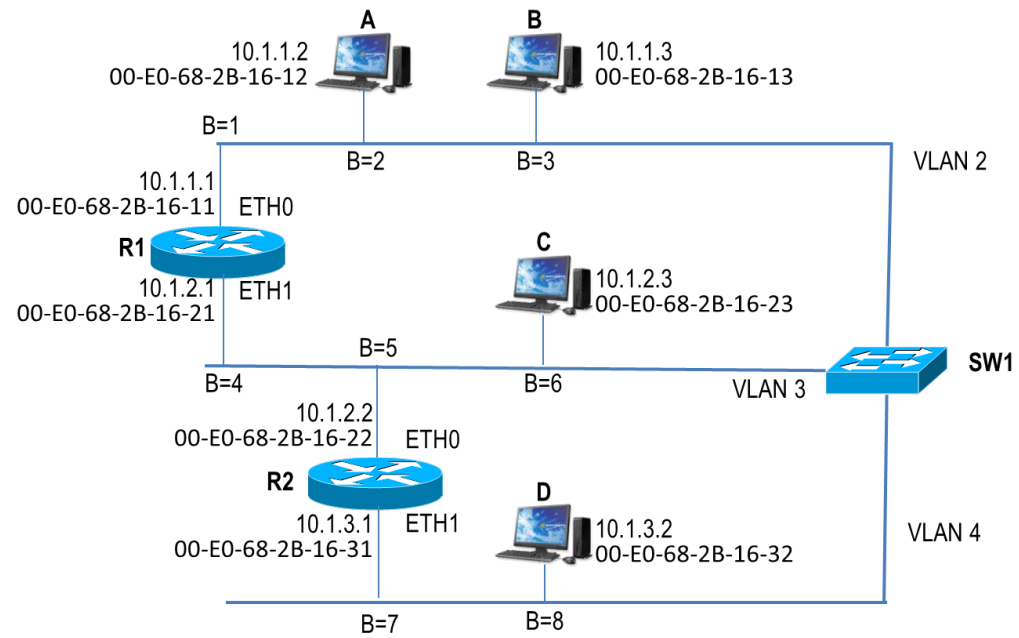 A
B
10.1.1.2
00-E0-68-2B-16-12
10.1.1.3
00-E0-68-2B-16-13
B=1
B=2
B=3
VLAN 2
10.1.1.1
00-E0-68-2B-16-11
ETH0
R1
C
10.1.2.1
00-E0-68-2B-16-21
ETH1
10.1.2.3
00-E0-68-2B-16-23
B=5
SW1
B=4
B=6
VLAN 3
10.1.2.2
00-E0-68-2B-16-22
ETH0
R2
D
10.1.3.1
00-E0-68-2B-16-31
ETH1
10.1.3.2
00-E0-68-2B-16-32
VLAN 4
B=7
B=8